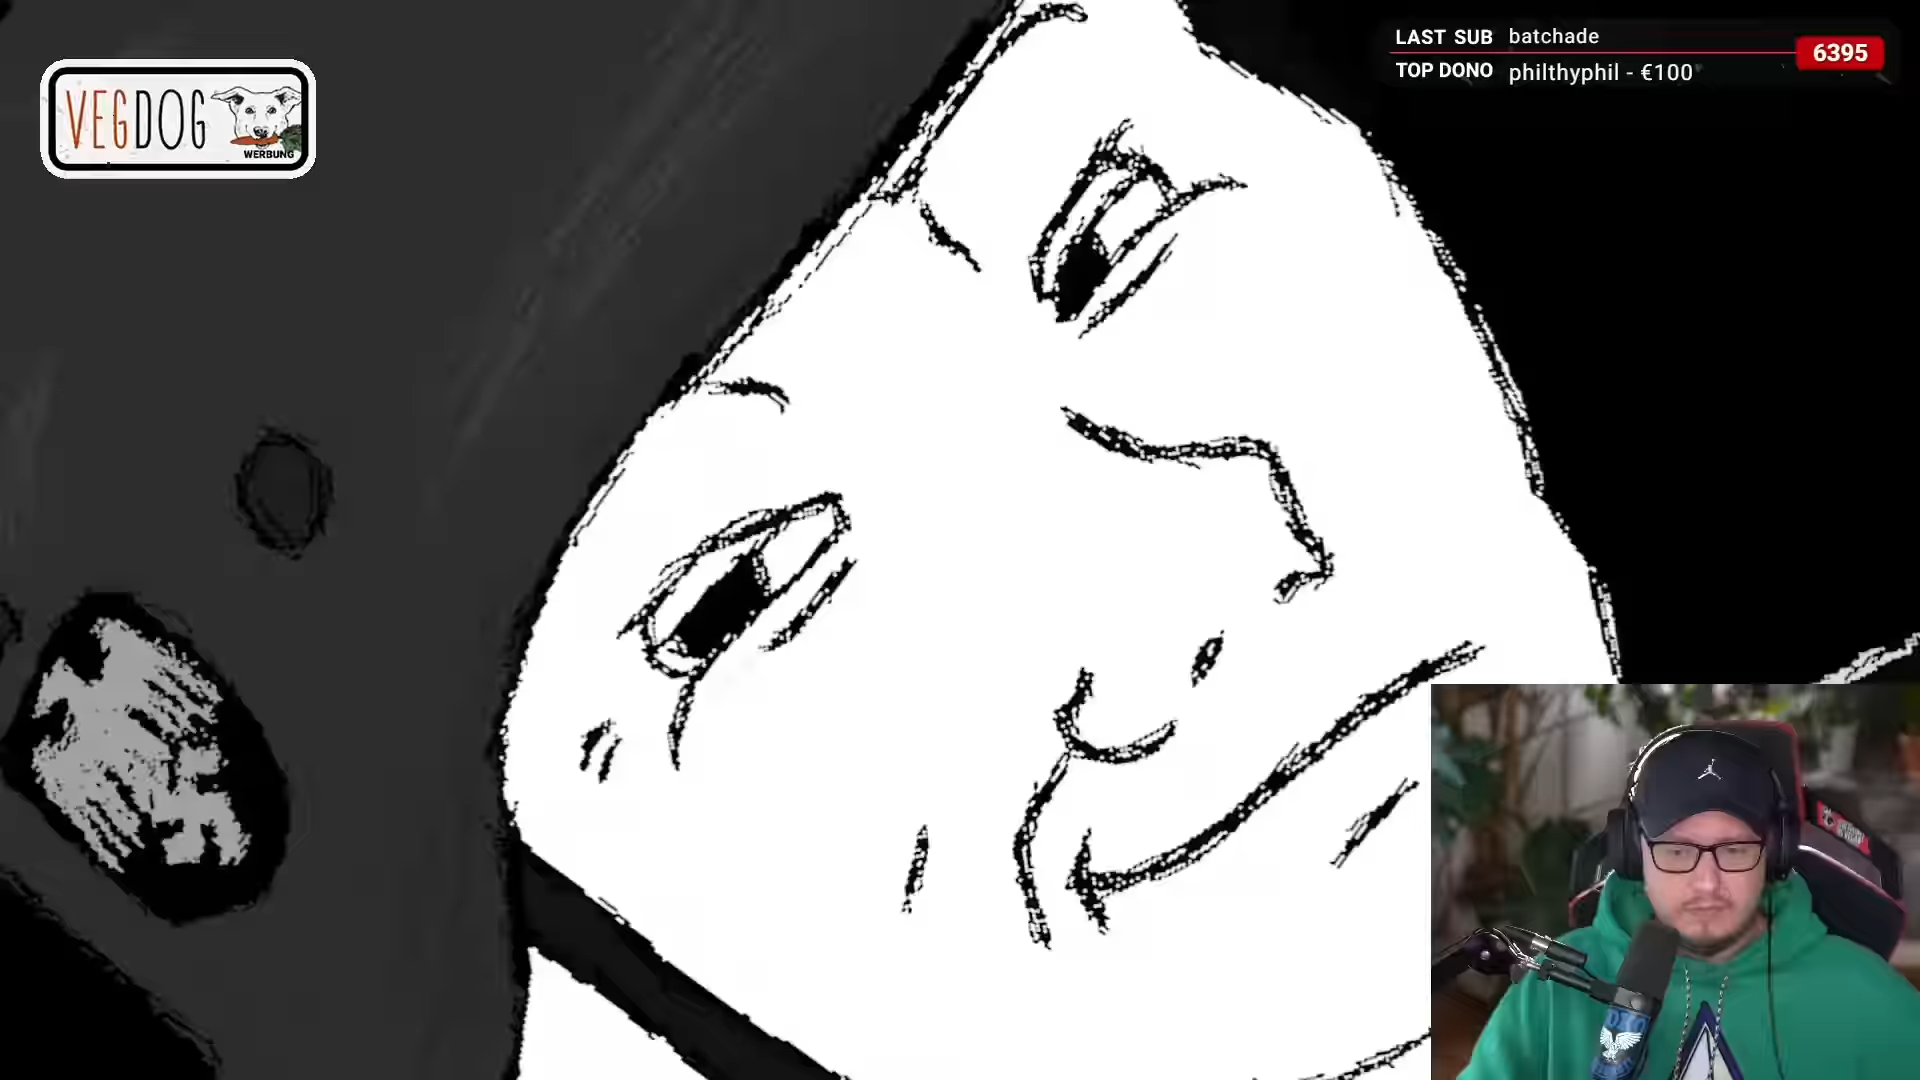 VEGDOG
WERBUNG
LAST SUB batchade
TOP DONO philthyphil - €100
6395